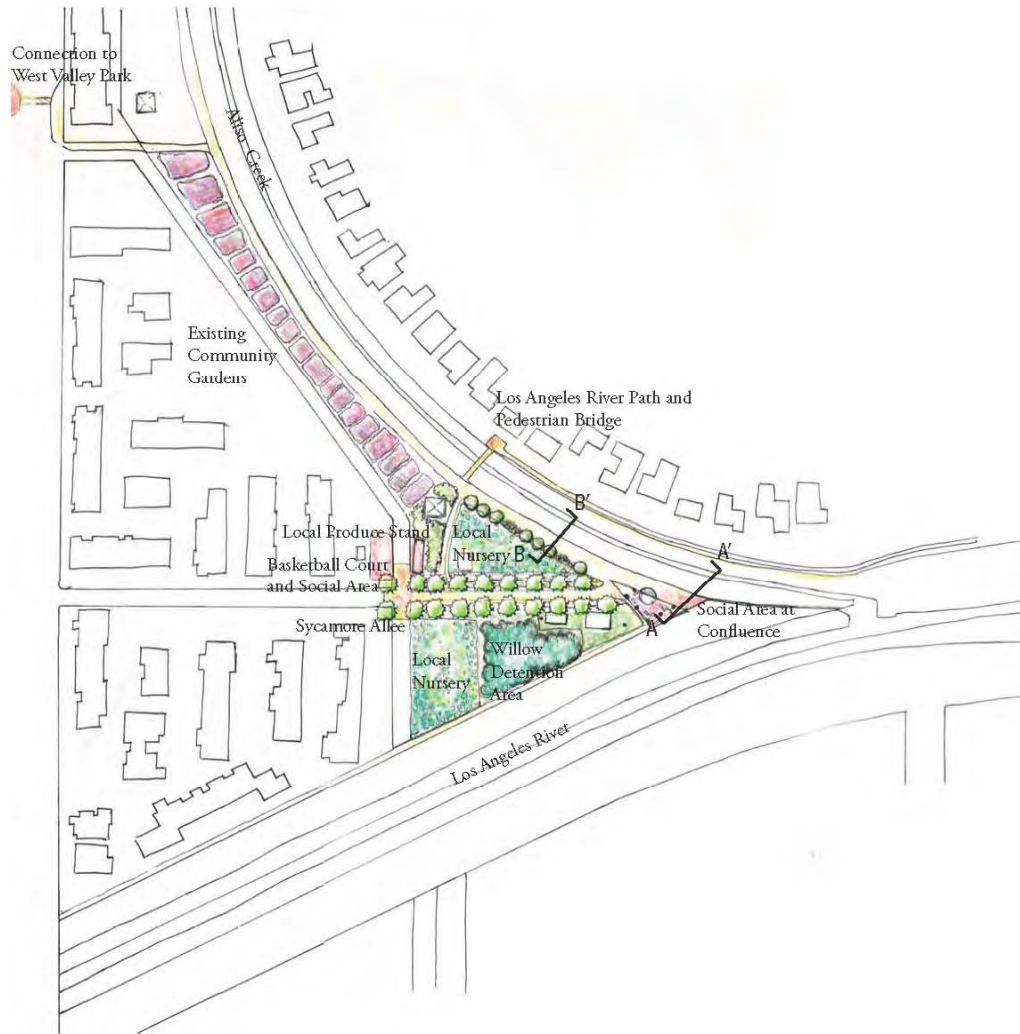 Connection to
West Valley Park
Aliso Creek
Existing
Community
Gardens
Los Angeles River Path and
Pedestrian Bridge
B'
Local Produce Stand
Local
Nursery
B
A'
Basketball Court
and Social Area
Social Area at
Confluence
A
Sycamore Allee
Local
Nursery
Willow
Detention
Area
Los Angeles River